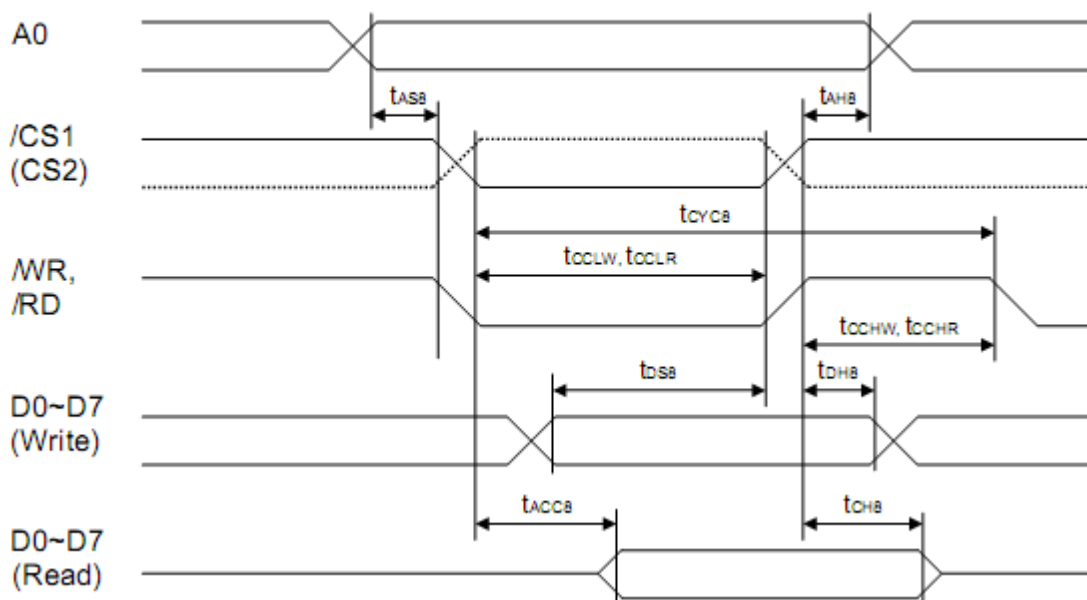 A0
tAS8
tAH8
/CS1
(CS2)
tCYC8
tCCLW, tCCLR
/WR,
/RD
tCCHW, tCCHR
tDS8
tDH8
D0~D7
(Write)
tACC8
tCH8
D0~D7
(Read)